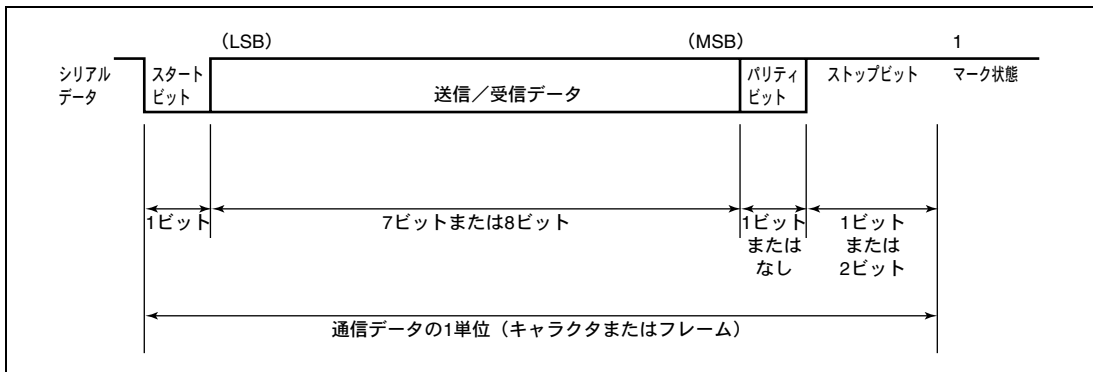 （LSB）
（MSB）
1
シリアル
データ
スタート
ビット
送信／受信データ
パリティ
ビット
ストップビット
マーク状態
1ビット
7ビットまたは8ビット
1ビット
または
なし
1ビット
または
2ビット
通信データの1単位（キャラクタまたはフレーム）